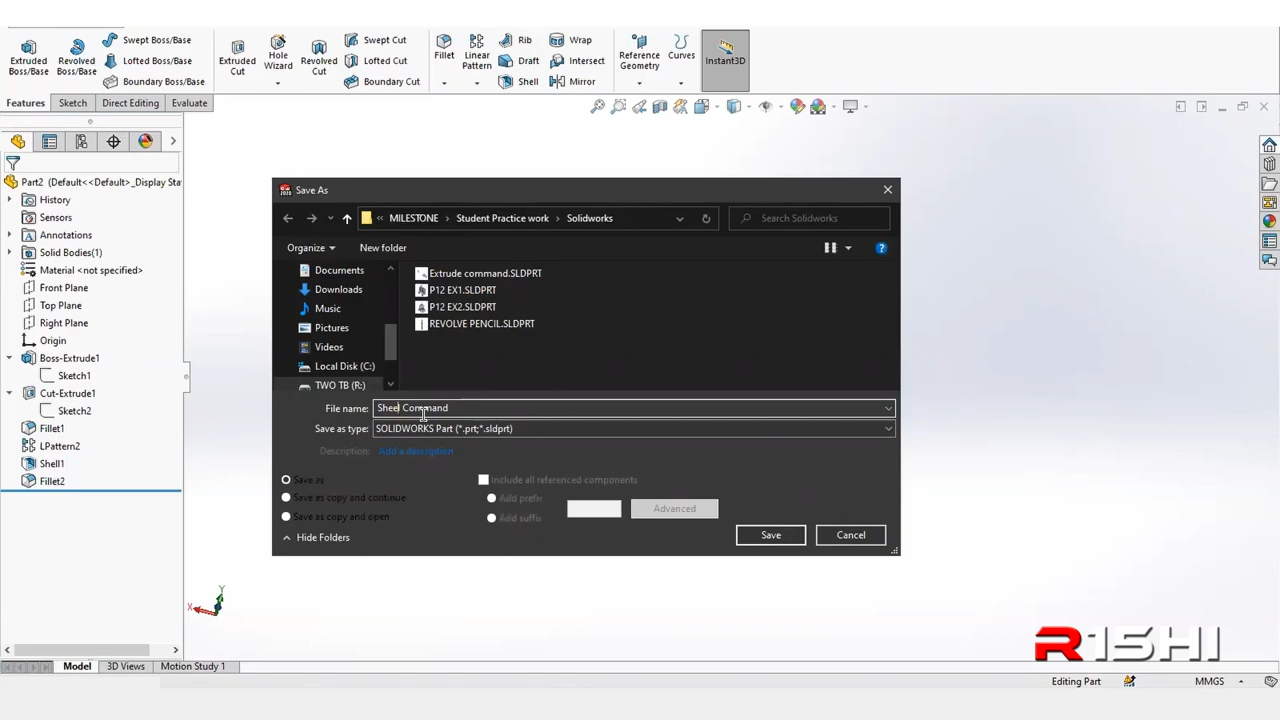 Extruded Boss/Base
Revolved Boss/Base
Swept Boss/Base
Lofted Boss/Base
Boundary Boss/Base
Extruded Cut
Hole Wizard
Revolved Cut
Swept Cut
Lofted Cut
Boundary Cut
Fillet
Linear Pattern
Rib
Draft
Shell
Wrap
Intersect
Mirror
Reference Geometry
Curves
Instant3D
Features
Sketch
Direct Editing
Evaluate
Part2 (Default<<Default>_Display Sta
History
Sensors
Annotations
Solid Bodies(1)
Material <not specified>
Front Plane
Top Plane
Right Plane
Origin
Boss-Extrude1
Sketch1
Cut-Extrude1
Sketch2
Fillet1
LPattern2
Shell1
Fillet2
Save As
« MILESTONE > Student Practice work > Solidworks
Search Solidworks
Organize
New folder
Documents
Downloads
Music
Pictures
Videos
Local Disk (C:)
TWO TB (R:)
Extrude command.SLDPRT
P12 EX1.SLDPRT
P12 EX2.SLDPRT
REVOLVE PENCIL.SLDPRT
File name: Sheel Command
Save as type: SOLIDWORKS Part (*.prt;*.sldprt)
Description: Add a description
Save as
Save as copy and continue
Save as copy and open
Include all referenced components
Add prefix
Add suffix
Advanced
Hide Folders
Save
Cancel
Y
X
R1SHI
Model
3D Views
Motion Study 1
Editing Part
MMGS